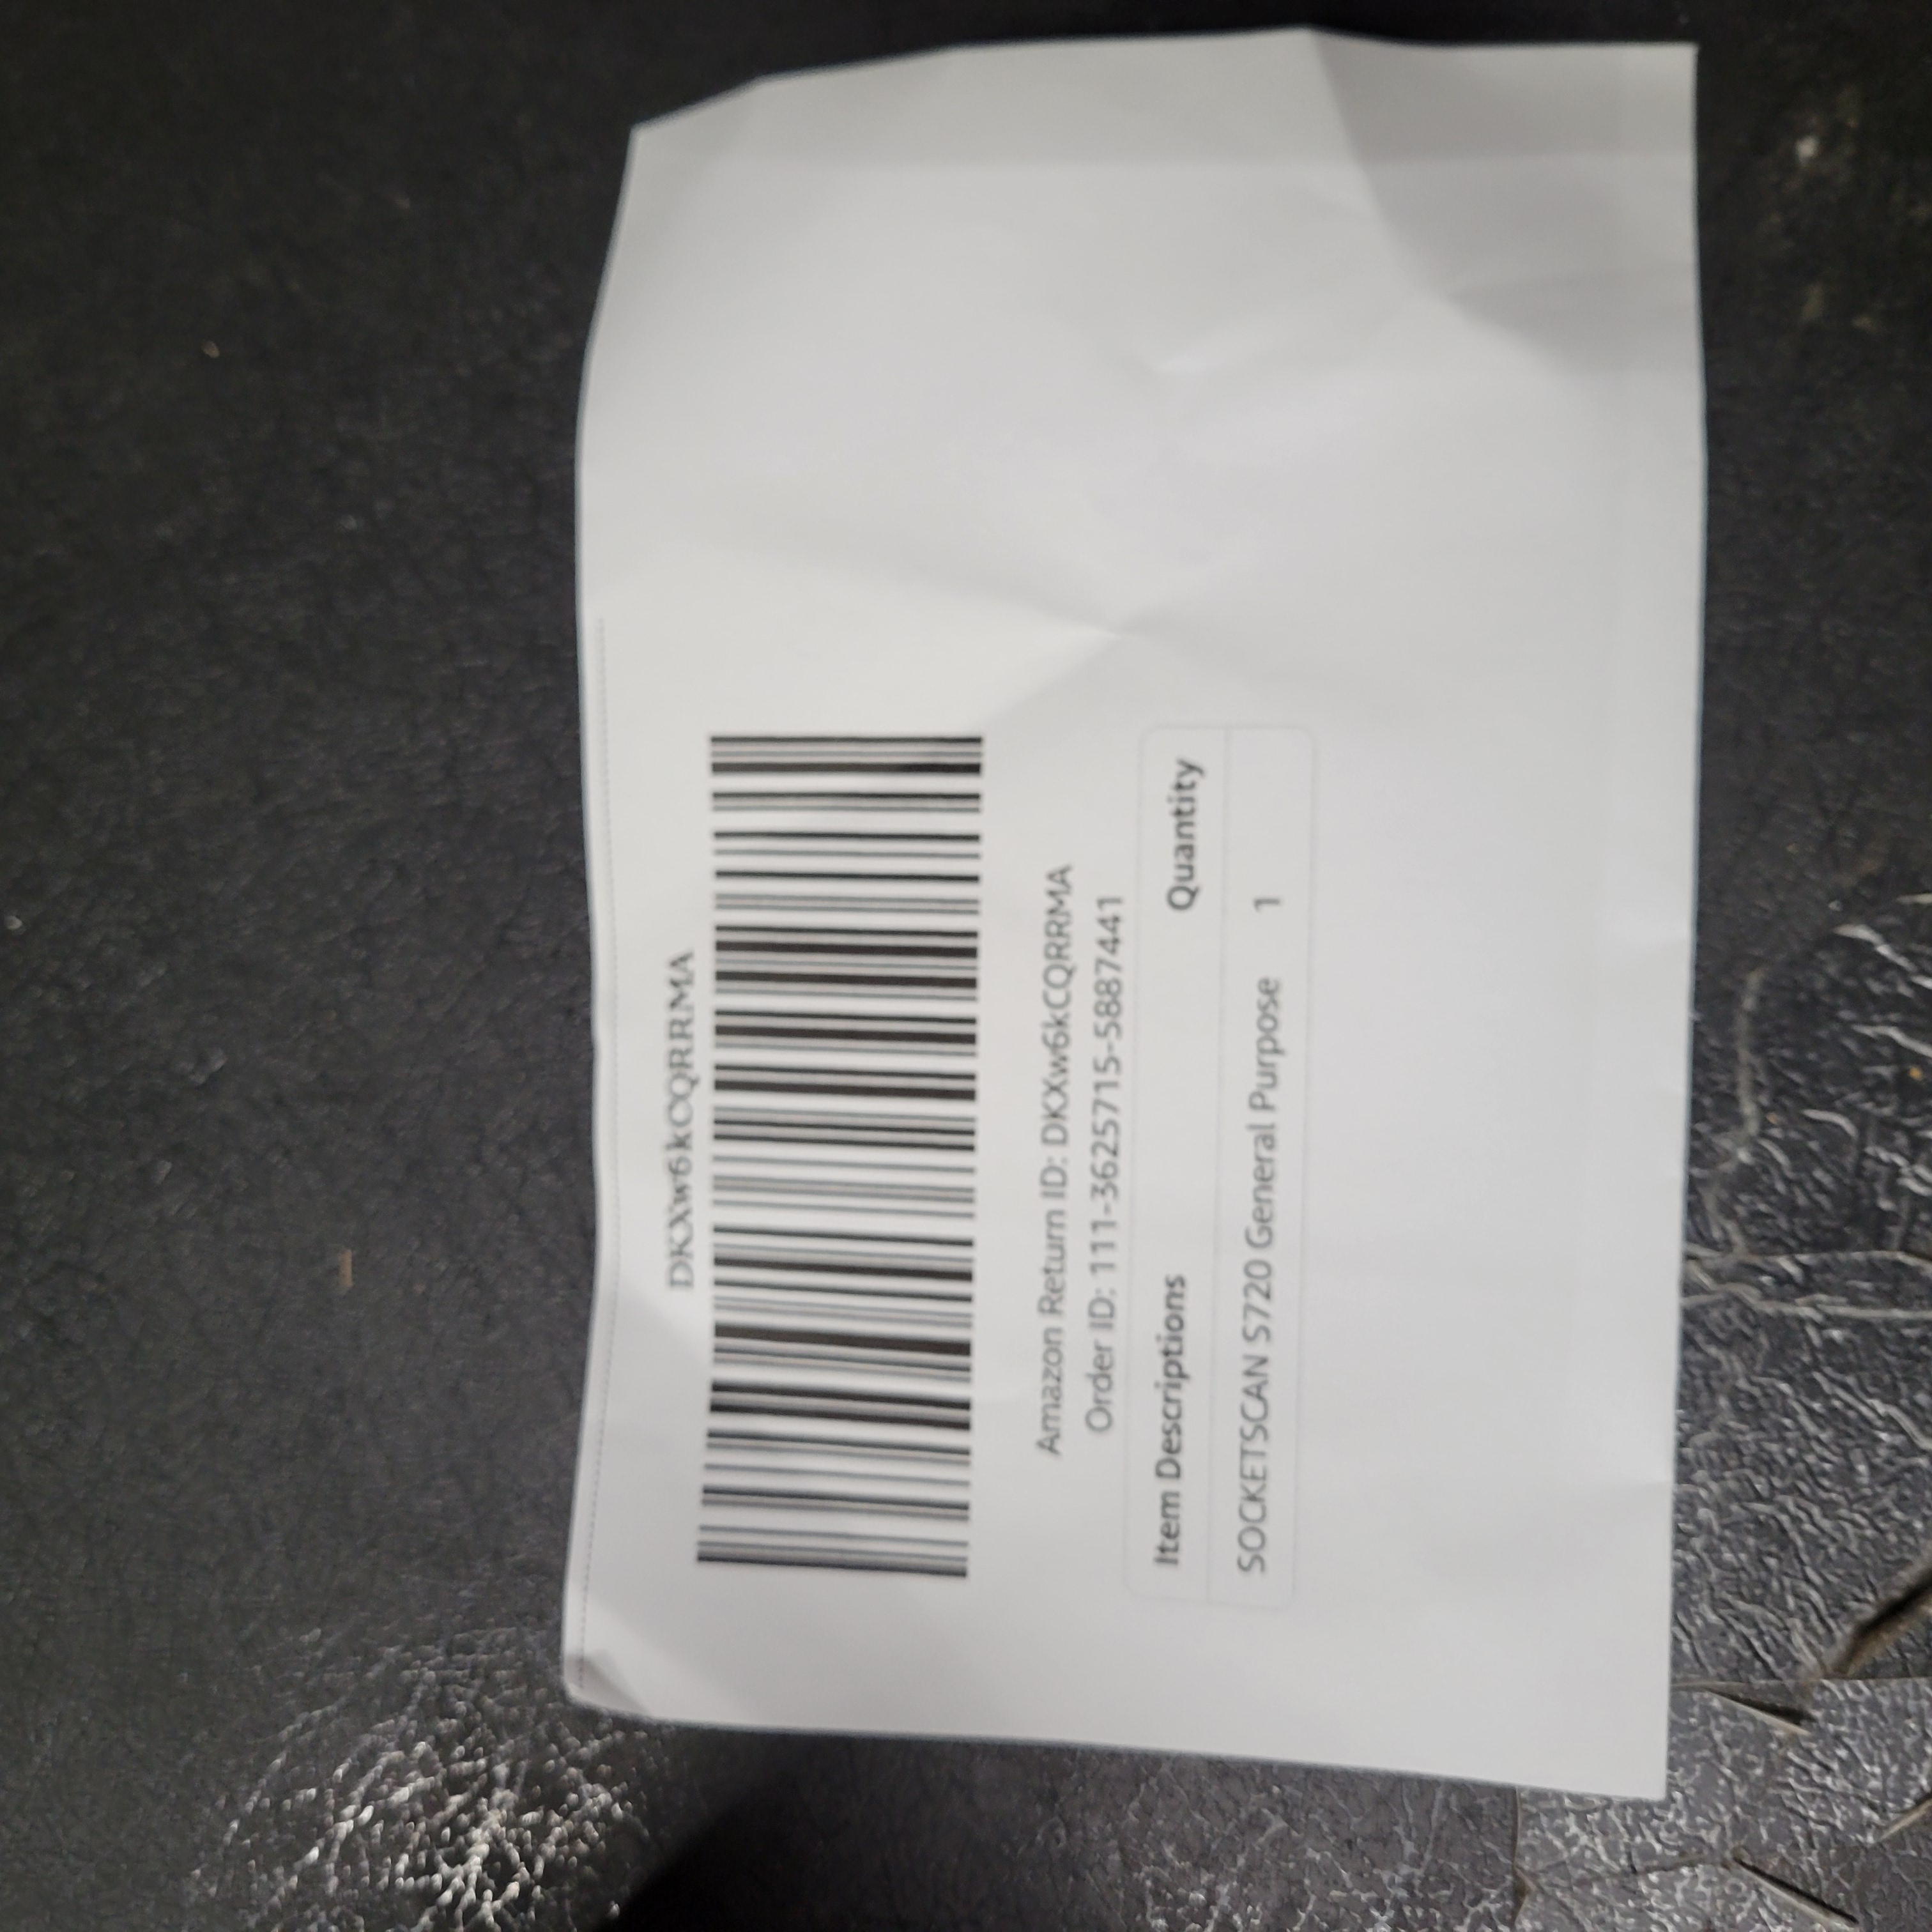 DKXw6kCQRRMA
Amazon Return ID: DKXw6kCQRRMA
Order ID: 111-3625715-5887441
Item Descriptions Quantity
SOCKETSCAN S720 General Purpose 1